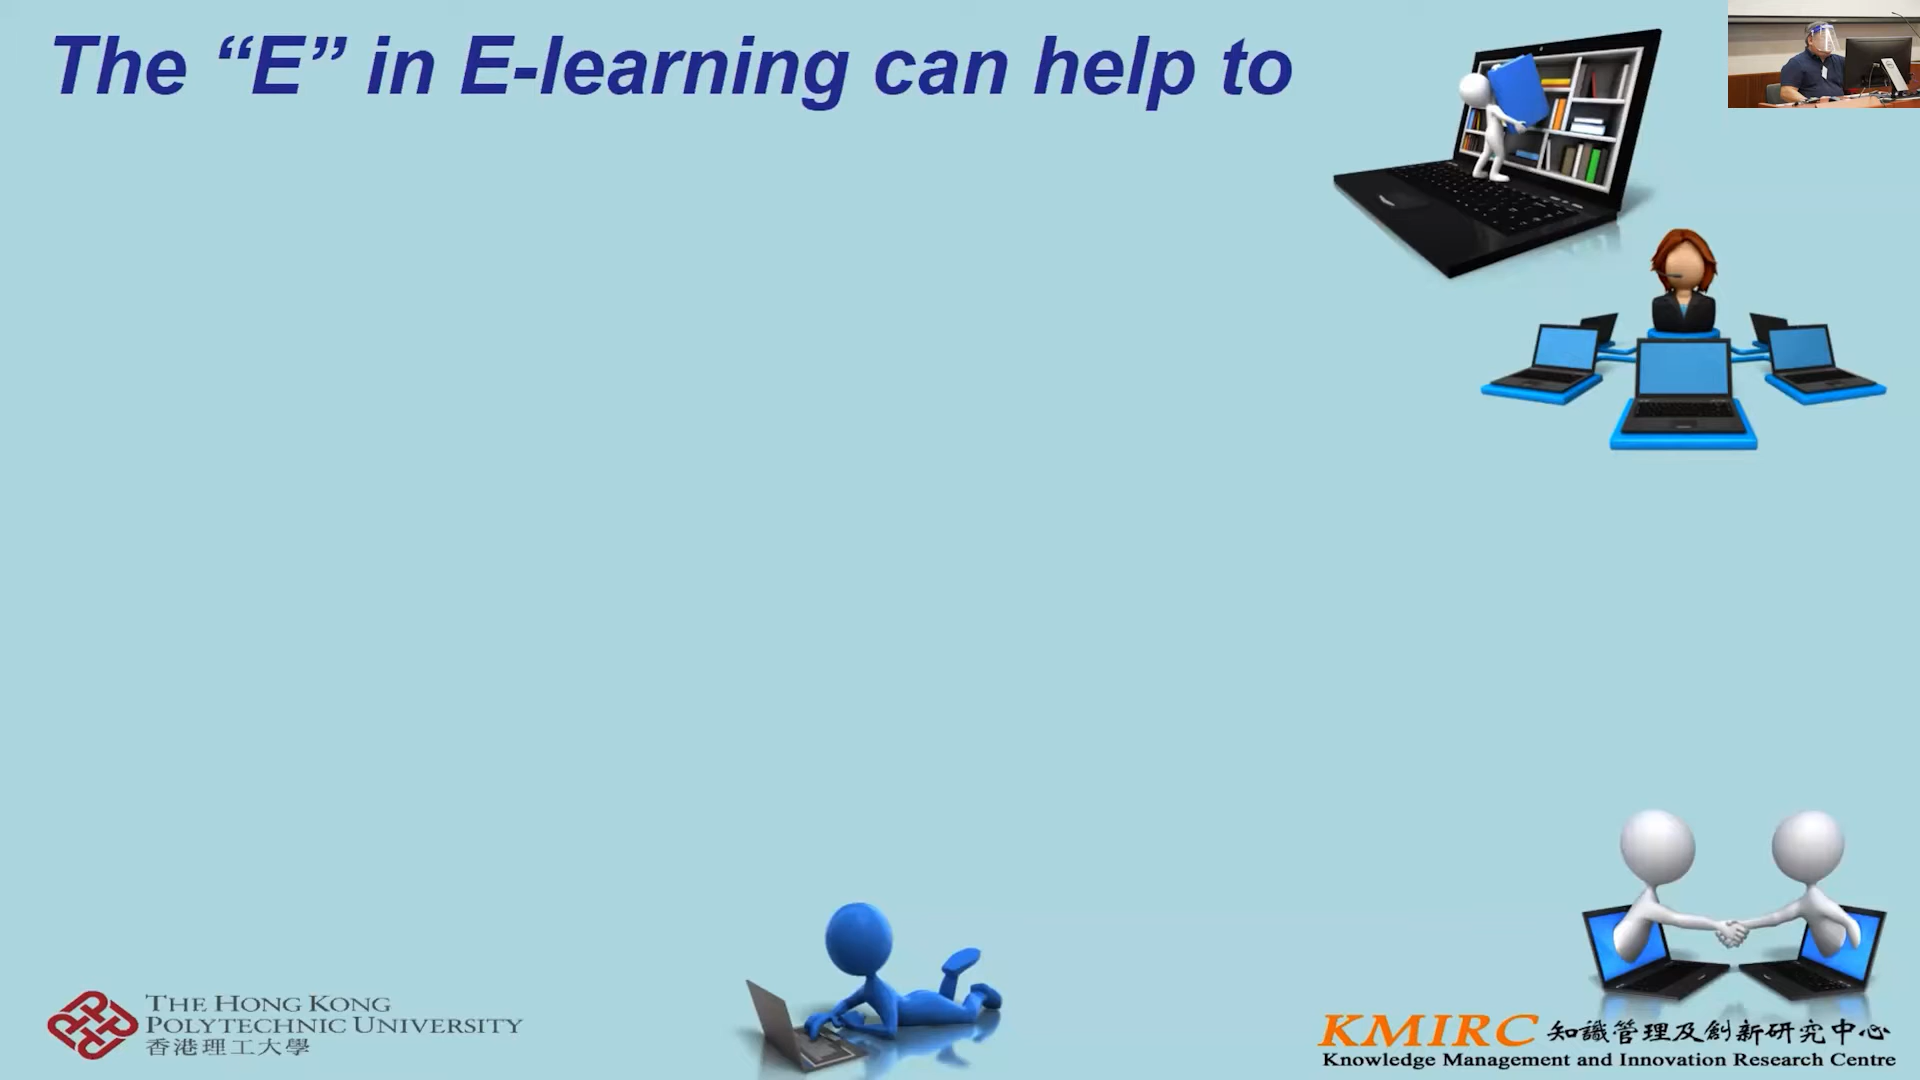 The “E” in E-learning can help to
THE HONG KONG
POLYTECHNIC UNIVERSITY
香港理工大學
KMIRC 知識管理及創新研究中心
Knowledge Management and Innovation Research Centre